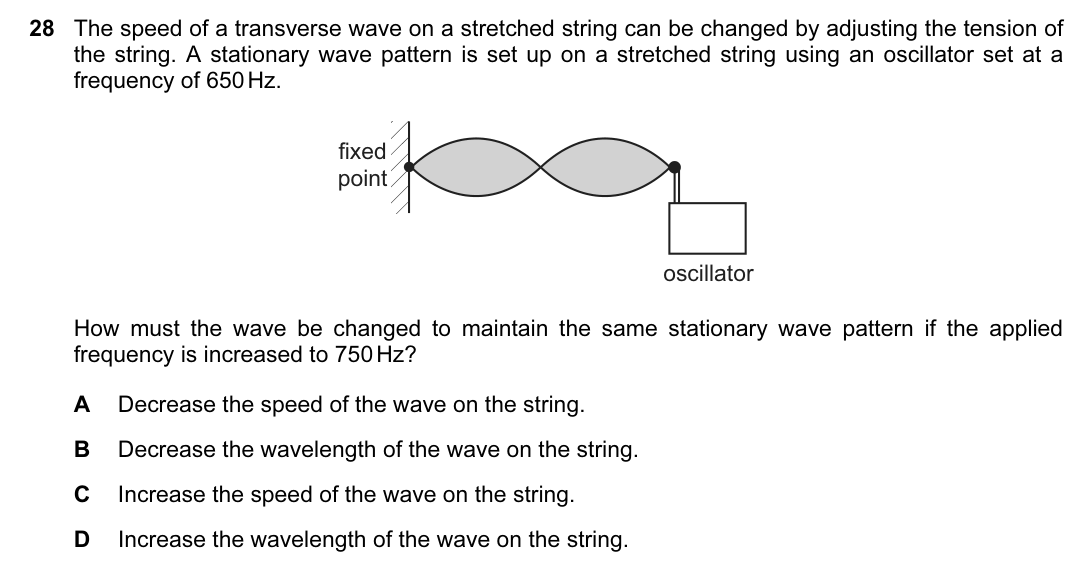 28 The speed of a transverse wave on a stretched string can be changed by adjusting the tension of
the string. A stationary wave pattern is set up on a stretched string using an oscillator set at a
frequency of 650 Hz.
fixed
point
oscillator
How must the wave be changed to maintain the same stationary wave pattern if the applied
frequency is increased to 750 Hz?
A Decrease the speed of the wave on the string.
B Decrease the wavelength of the wave on the string.
C Increase the speed of the wave on the string.
D Increase the wavelength of the wave on the string.